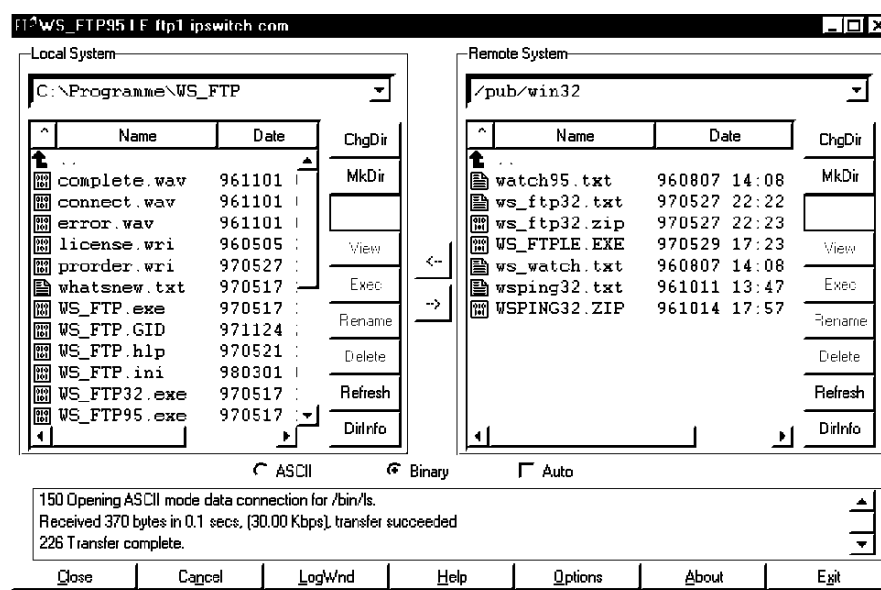 WS_FTP95 LE ftp1.ipswitch.com
Local System
C:\Programme\WS_FTP
^ Name Date
ChgDir
MkDir
View
Exec
Rename
Delete
Refresh
DirInfo
..
complete.wav 961101
connect.wav 961101
error.wav 961101
license.wri 960505
prorder.wri 970527
whatsnew.txt 970517
WS_FTP.exe 970517
WS_FTP.GID 971124
WS_FTP.hlp 970521
WS_FTP.ini 980301
WS_FTP32.exe 970517
WS_FTP95.exe 970517
<--
-->
Remote System
/pub/win32
^ Name Date
..
watch95.txt 960807 14:08
ws_ftp32.txt 970527 22:22
ws_ftp32.zip 970527 22:23
WS_FTPLE.EXE 970529 17:23
ws_watch.txt 960807 14:08
wsping32.txt 961011 13:47
WSPING32.ZIP 961014 17:57
ChgDir
MkDir
View
Exec
Rename
Delete
Refresh
DirInfo
ASCII Binary Auto
150 Opening ASCII mode data connection for /bin/ls.
Received 370 bytes in 0.1 secs, (30.00 Kbps), transfer succeeded
226 Transfer complete.
Close Cancel LogWnd Help Options About Exit